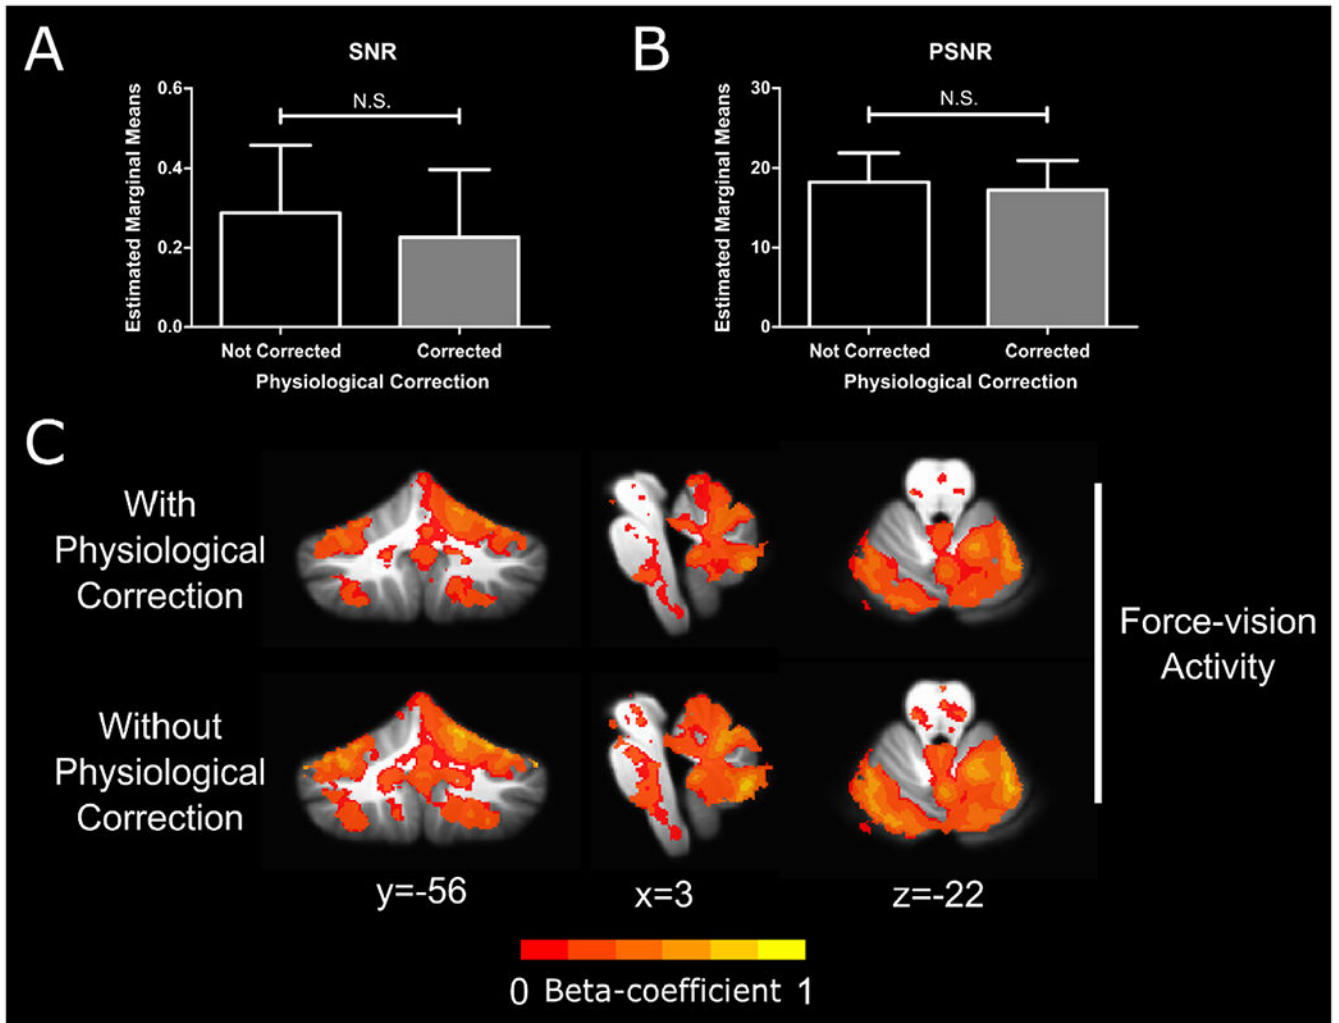 A
SNR
Estimated Marginal Means
0.6
0.4
0.2
0.0
N.S.
Not Corrected
Corrected
Physiological Correction
B
PSNR
Estimated Marginal Means
30
20
10
0
N.S.
Not Corrected
Corrected
Physiological Correction
C
With
Physiological
Correction
Without
Physiological
Correction
Force-vision
Activity
y=-56
x=3
z=-22
0 Beta-coefficient 1